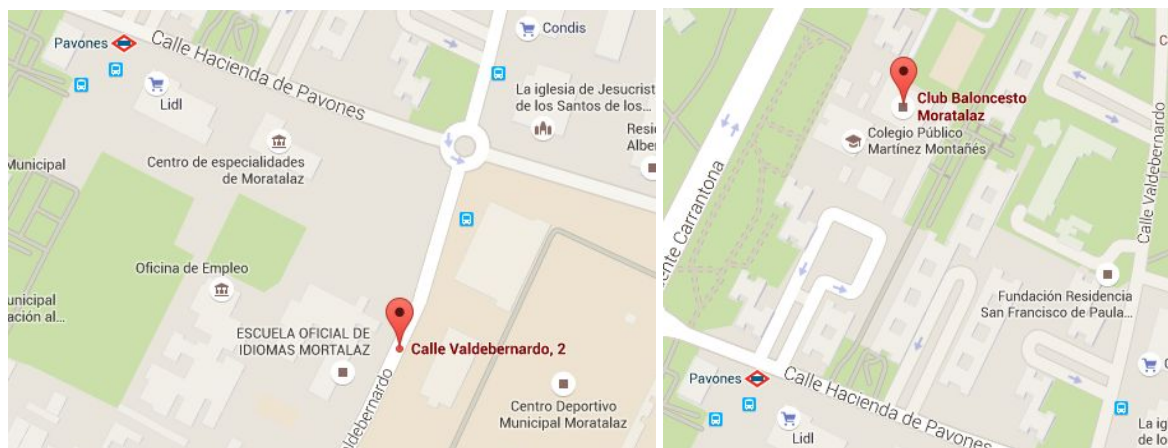 Condis
Pavones
Calle Hacienda de Pavones
Lidl
La iglesia de Jesucrist
de los Santos de los...
Resi
Alber
Municipal
Centro de especialidades
de Moratalaz
Oficina de Empleo
unicipal
ación al...
ESCUELA OFICIAL DE
IDIOMAS MORTALAZ
Calle Valdebernardo, 2
aldebernardo
Centro Deportivo
Municipal Moratalaz
Club Baloncesto
Moratalaz
Colegio Público
Martínez Montañés
ente Carrantona
Calle Valdebernardo
Fundación Residencia
San Francisco de Paula...
Pavones
Calle Hacienda de Pavones
Lidl
La ig
de lo